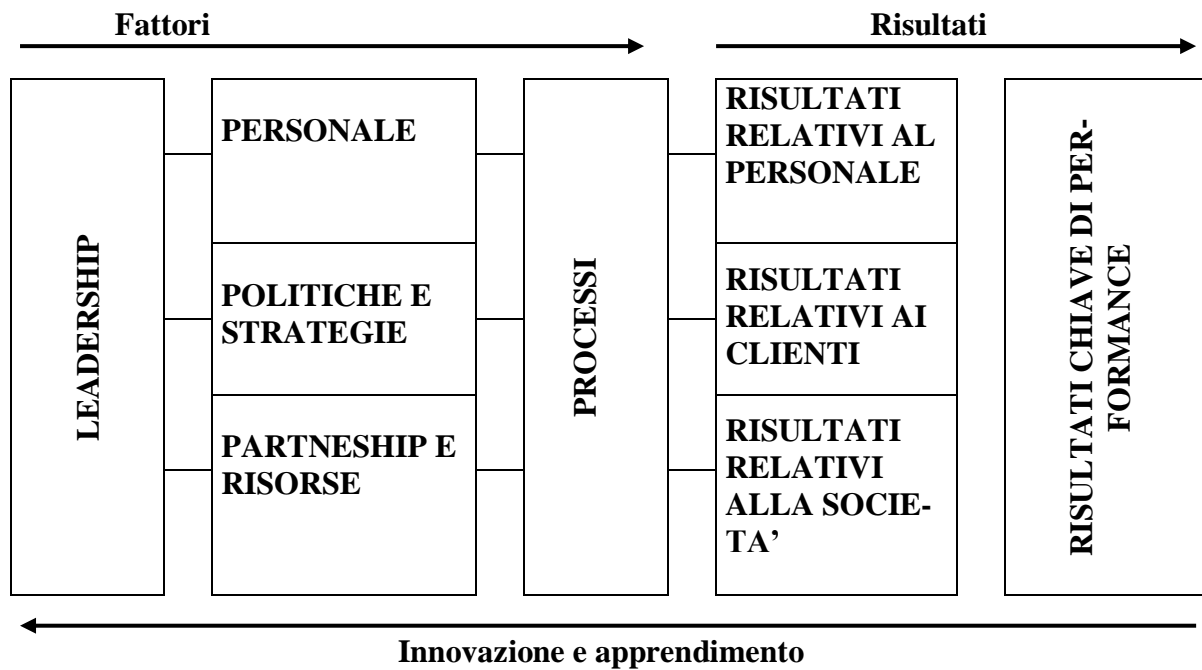 Fattori
Risultati
LEADERSHIP
PERSONALE
POLITICHE E
STRATEGIE
PARTNESHIP E
RISORSE
PROCESSI
RISULTATI
RELATIVI AL
PERSONALE
RISULTATI
RELATIVI AI
CLIENTI
RISULTATI
RELATIVI
ALLA SOCIE-
TA’
RISULTATI CHIAVE DI PER-
FORMANCE
Innovazione e apprendimento